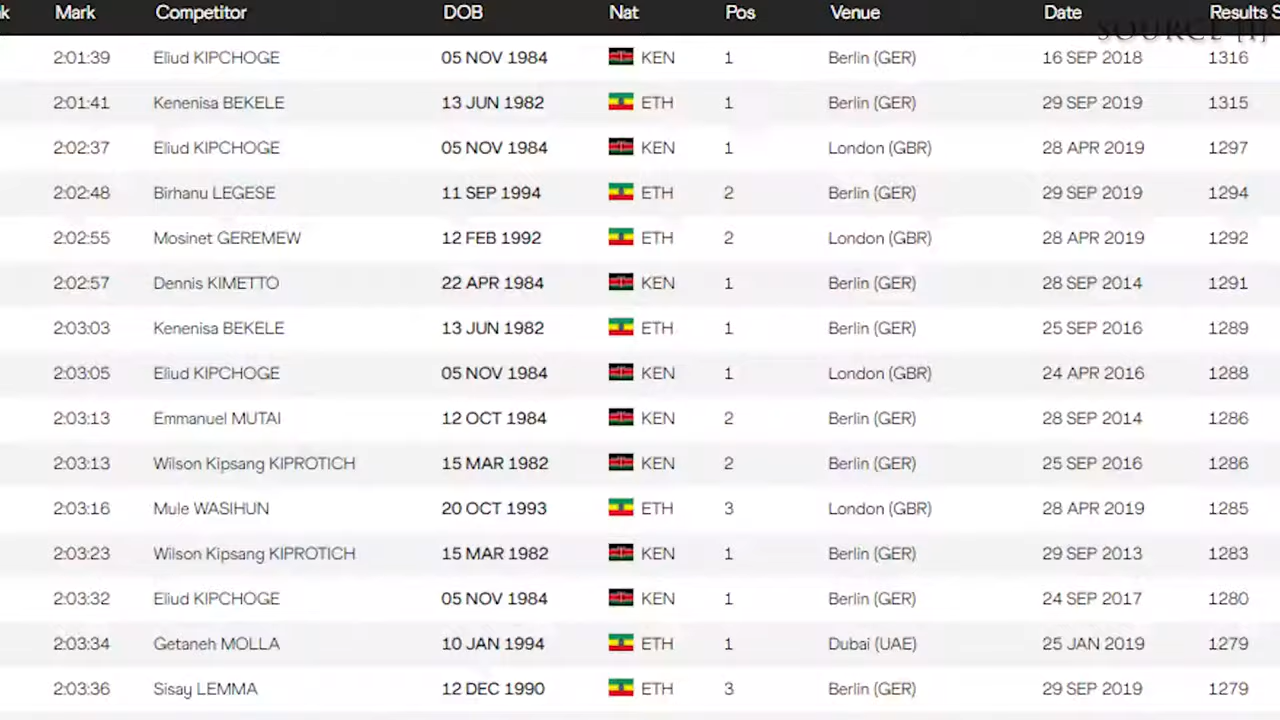 k Mark Competitor DOB Nat Pos Venue Date Results S
SOURCE [1]
2:01:39 Eliud KIPCHOGE 05 NOV 1984 KEN 1 Berlin (GER) 16 SEP 2018 1316
2:01:41 Kenenisa BEKELE 13 JUN 1982 ETH 1 Berlin (GER) 29 SEP 2019 1315
2:02:37 Eliud KIPCHOGE 05 NOV 1984 KEN 1 London (GBR) 28 APR 2019 1297
2:02:48 Birhanu LEGESE 11 SEP 1994 ETH 2 Berlin (GER) 29 SEP 2019 1294
2:02:55 Mosinet GEREMEW 12 FEB 1992 ETH 2 London (GBR) 28 APR 2019 1292
2:02:57 Dennis KIMETTO 22 APR 1984 KEN 1 Berlin (GER) 28 SEP 2014 1291
2:03:03 Kenenisa BEKELE 13 JUN 1982 ETH 1 Berlin (GER) 25 SEP 2016 1289
2:03:05 Eliud KIPCHOGE 05 NOV 1984 KEN 1 London (GBR) 24 APR 2016 1288
2:03:13 Emmanuel MUTAI 12 OCT 1984 KEN 2 Berlin (GER) 28 SEP 2014 1286
2:03:13 Wilson Kipsang KIPROTICH 15 MAR 1982 KEN 2 Berlin (GER) 25 SEP 2016 1286
2:03:16 Mule WASIHUN 20 OCT 1993 ETH 3 London (GBR) 28 APR 2019 1285
2:03:23 Wilson Kipsang KIPROTICH 15 MAR 1982 KEN 1 Berlin (GER) 29 SEP 2013 1283
2:03:32 Eliud KIPCHOGE 05 NOV 1984 KEN 1 Berlin (GER) 24 SEP 2017 1280
2:03:34 Getaneh MOLLA 10 JAN 1994 ETH 1 Dubai (UAE) 25 JAN 2019 1279
2:03:36 Sisay LEMMA 12 DEC 1990 ETH 3 Berlin (GER) 29 SEP 2019 1279